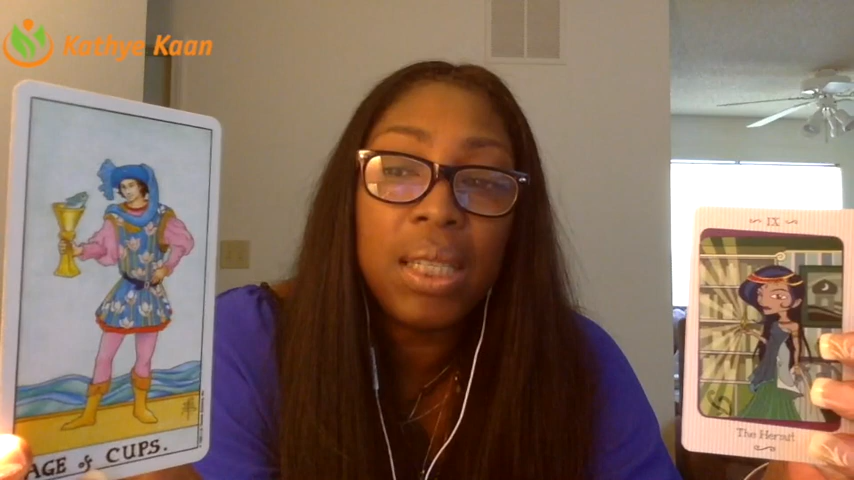 Kathye Kaan
IX
AGE of CUPS.
The Hermit